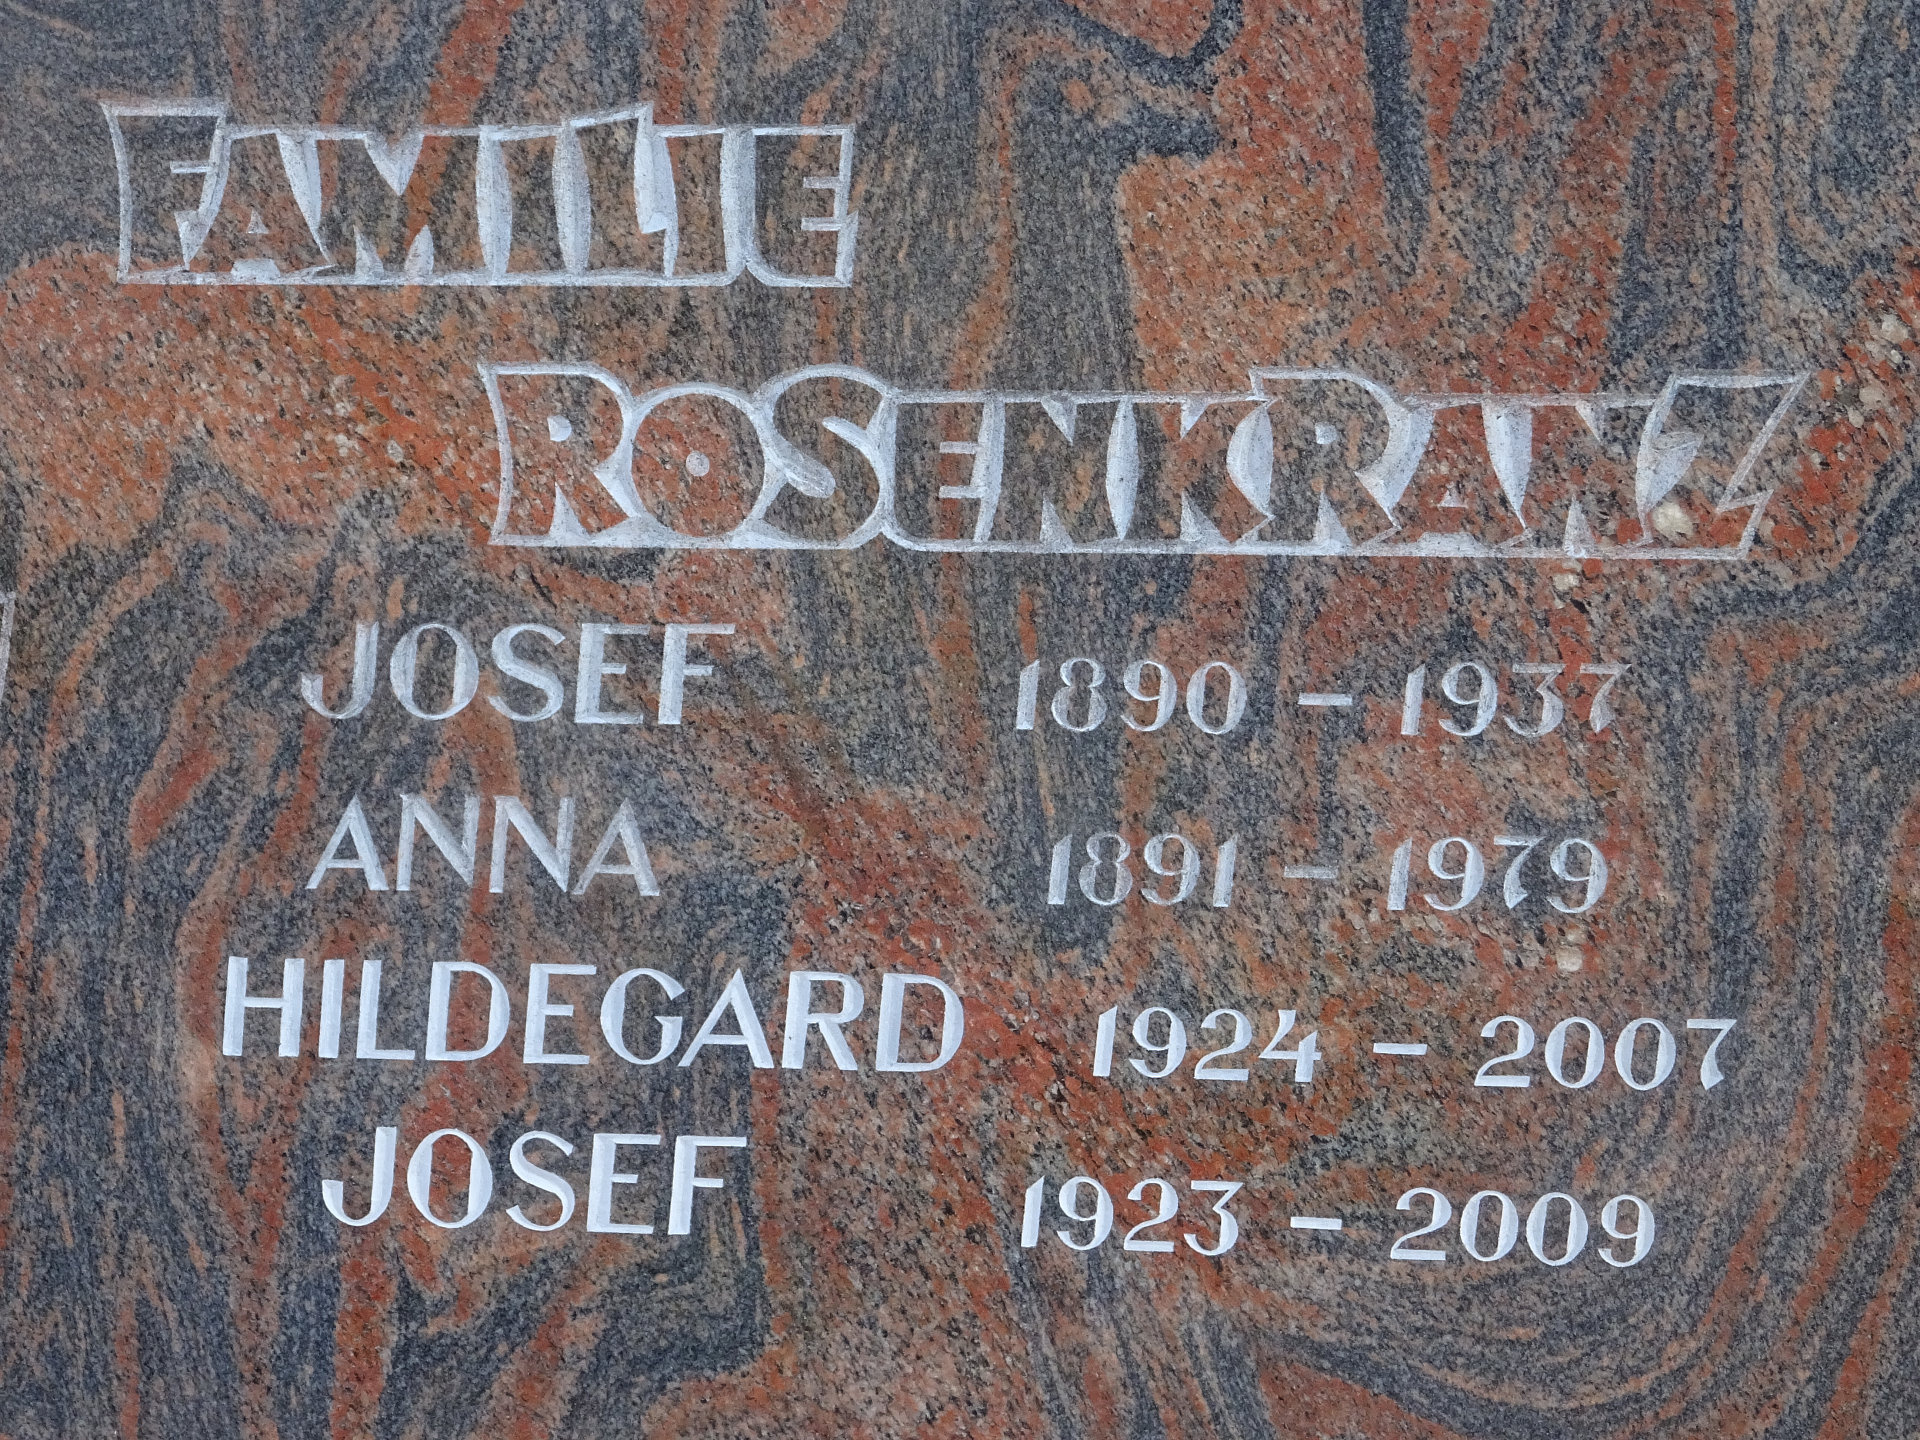 FAMILIE
ROSENKRANZ
JOSEF 1890 – 1937
ANNA 1891 – 1979
HILDEGARD 1924 – 2007
JOSEF 1923 – 2009